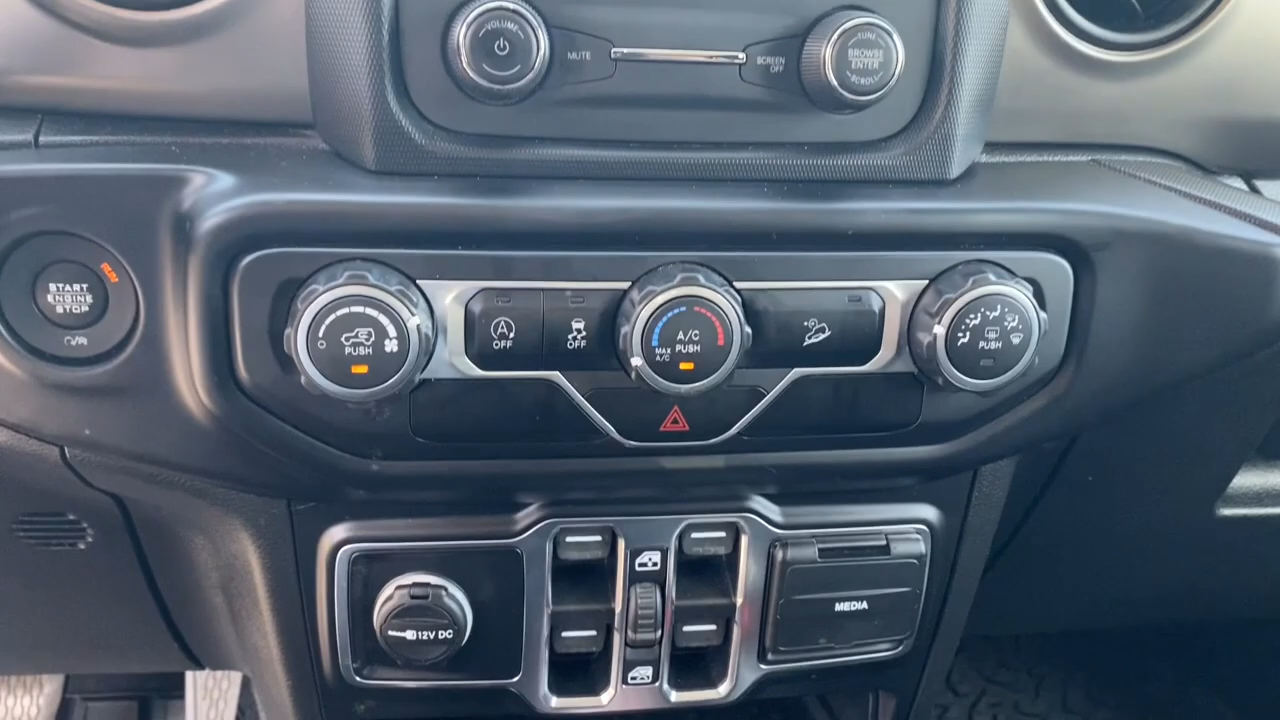 VOLUME
MUTE
SCREEN
OFF
TUNE
BROWSE
ENTER
SCROLL
START
ENGINE
STOP
RUN
PUSH
A
OFF
OFF
A/C
PUSH
MAX
A/C
PUSH
12V DC
MEDIA